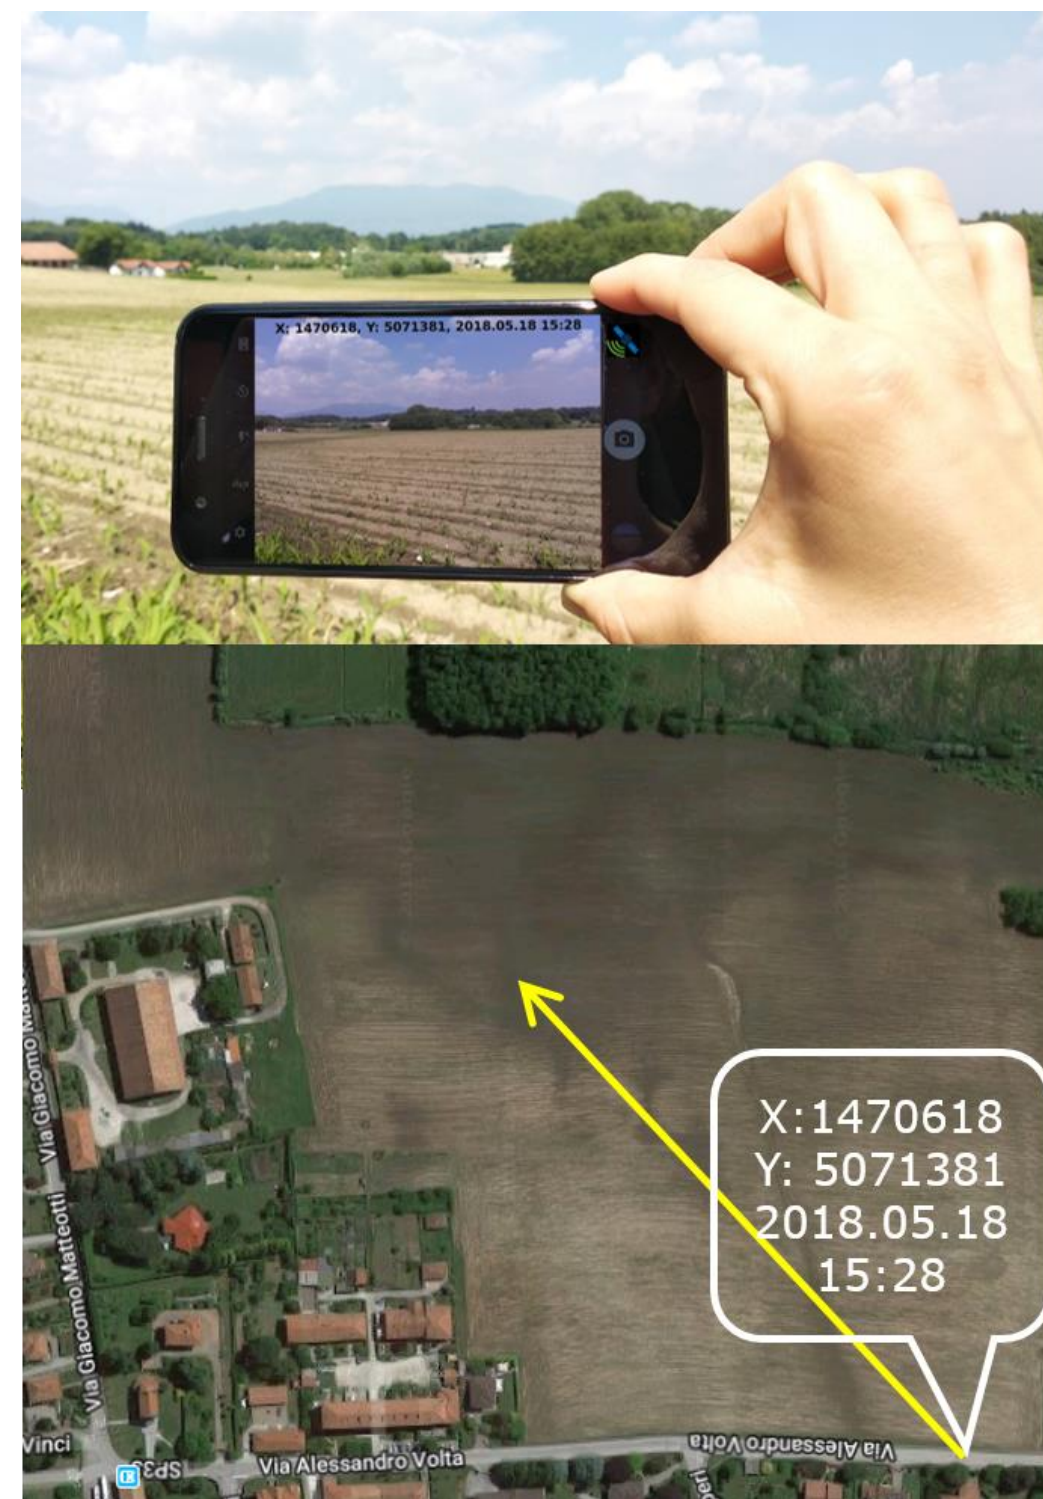 X: 1470618, Y: 5071381, 2018.05.18 15:28
X:1470618
Y: 5071381
2018.05.18
15:28
Via Giacomo Matteotti
Via Giacomo Matte
Vinci
SP33
Via Alessandro Volta
Via Alessandro Volta